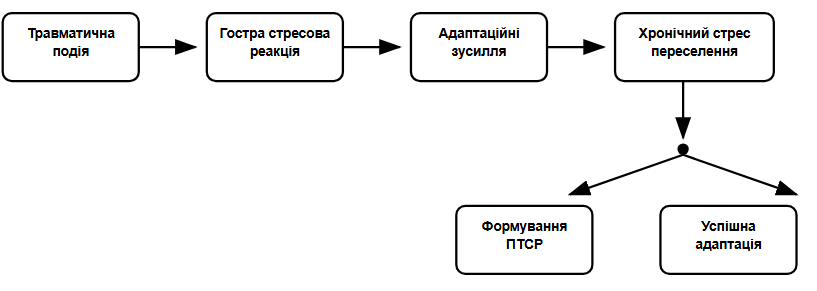 Травматична
подія
Гостра стресова
реакція
Адаптаційні
зусилля
Хронічний стрес
переселення
Формування
ПТСР
Успішна
адаптація